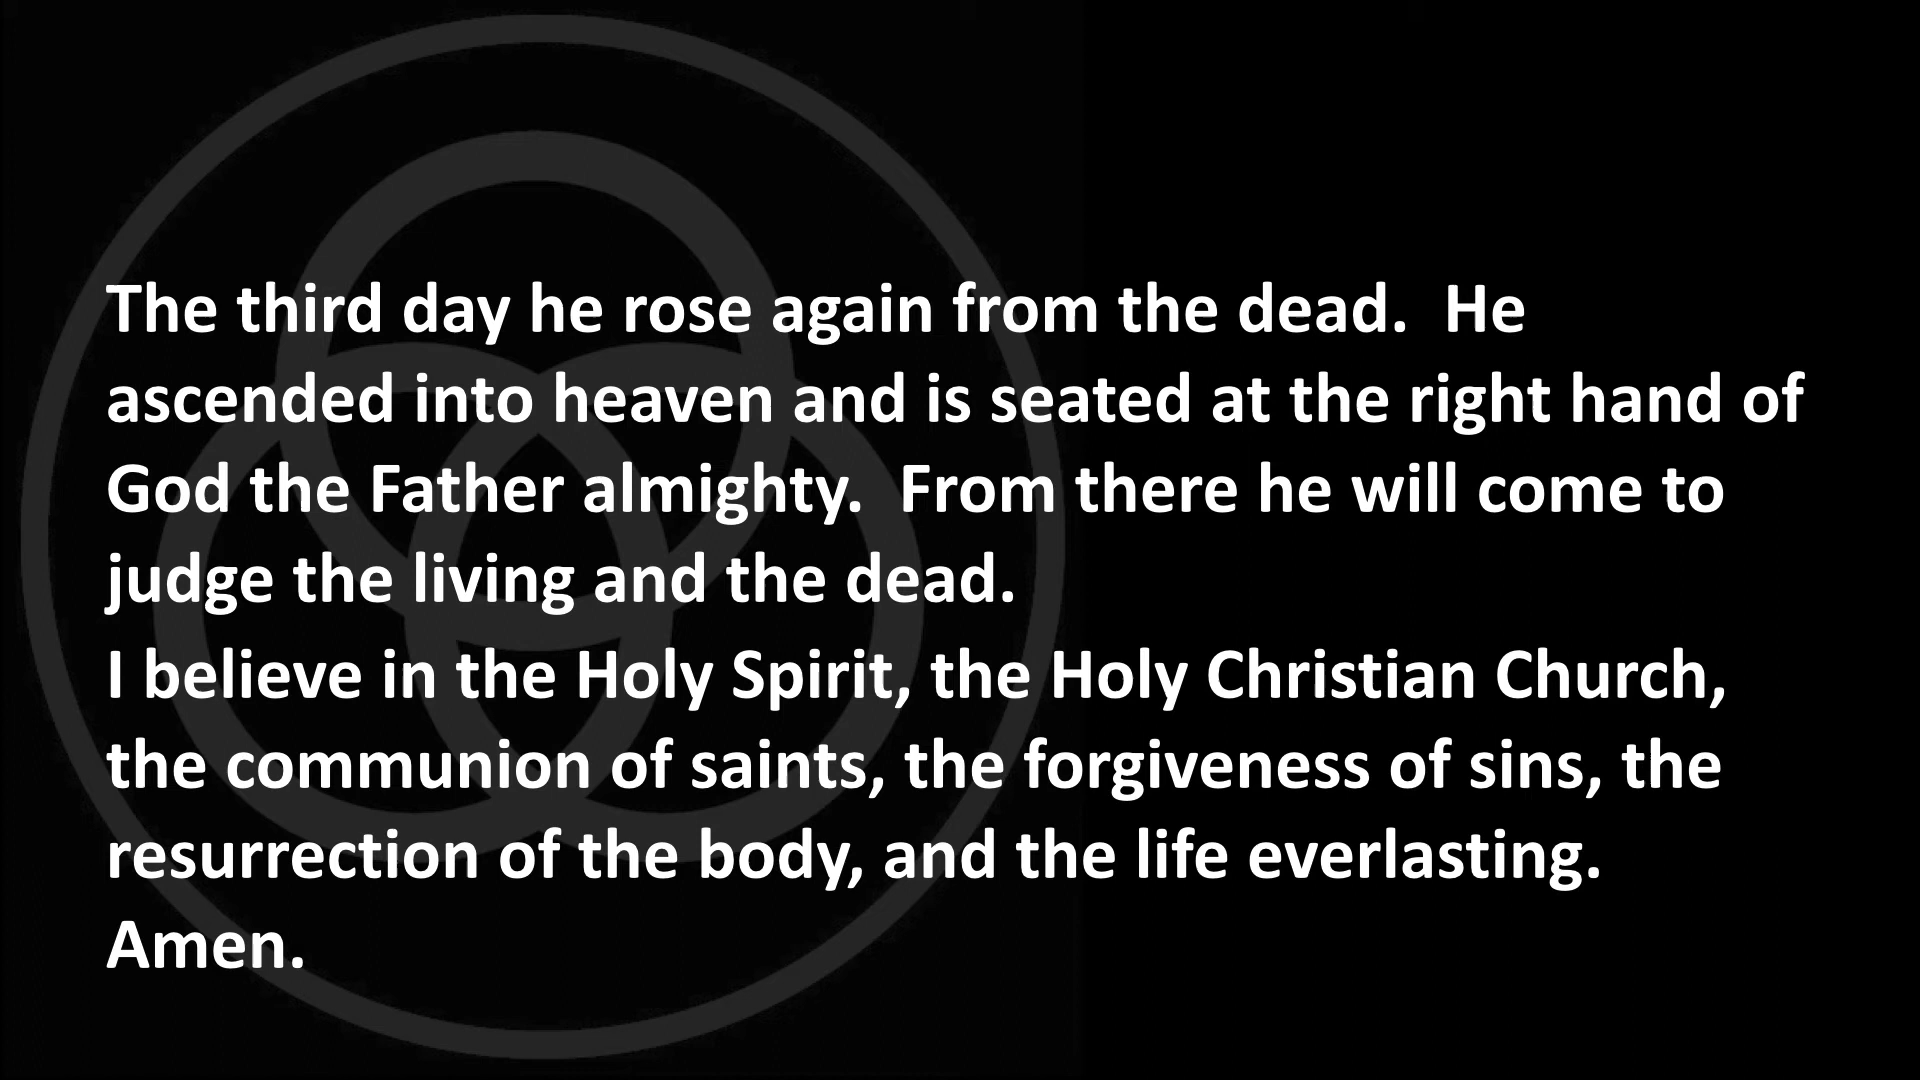 The third day he rose again from the dead.  He
ascended into heaven and is seated at the right hand of
God the Father almighty.  From there he will come to
judge the living and the dead.
I believe in the Holy Spirit, the Holy Christian Church,
the communion of saints, the forgiveness of sins, the
resurrection of the body, and the life everlasting.
Amen.